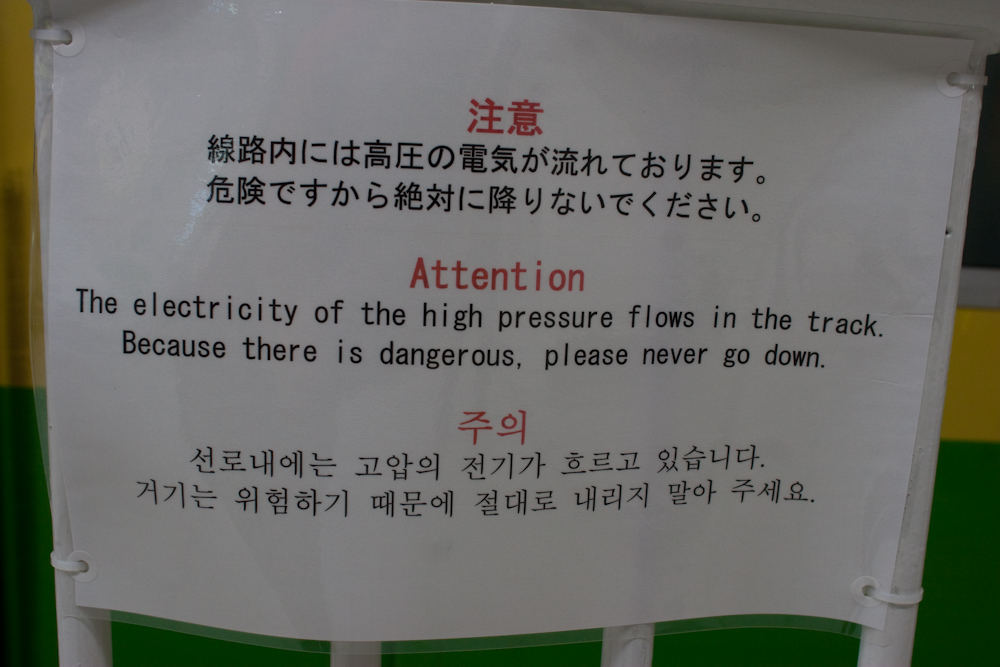 注意
線路内には高圧の電気が流れております。
危険ですから絶対に降りないでください。
Attention
The electricity of the high pressure flows in the track.
Because there is dangerous, please never go down.
주의
선로내에는 고압의 전기가 흐르고 있습니다.
거기는 위험하기 때문에 절대로 내리지 말아 주세요.